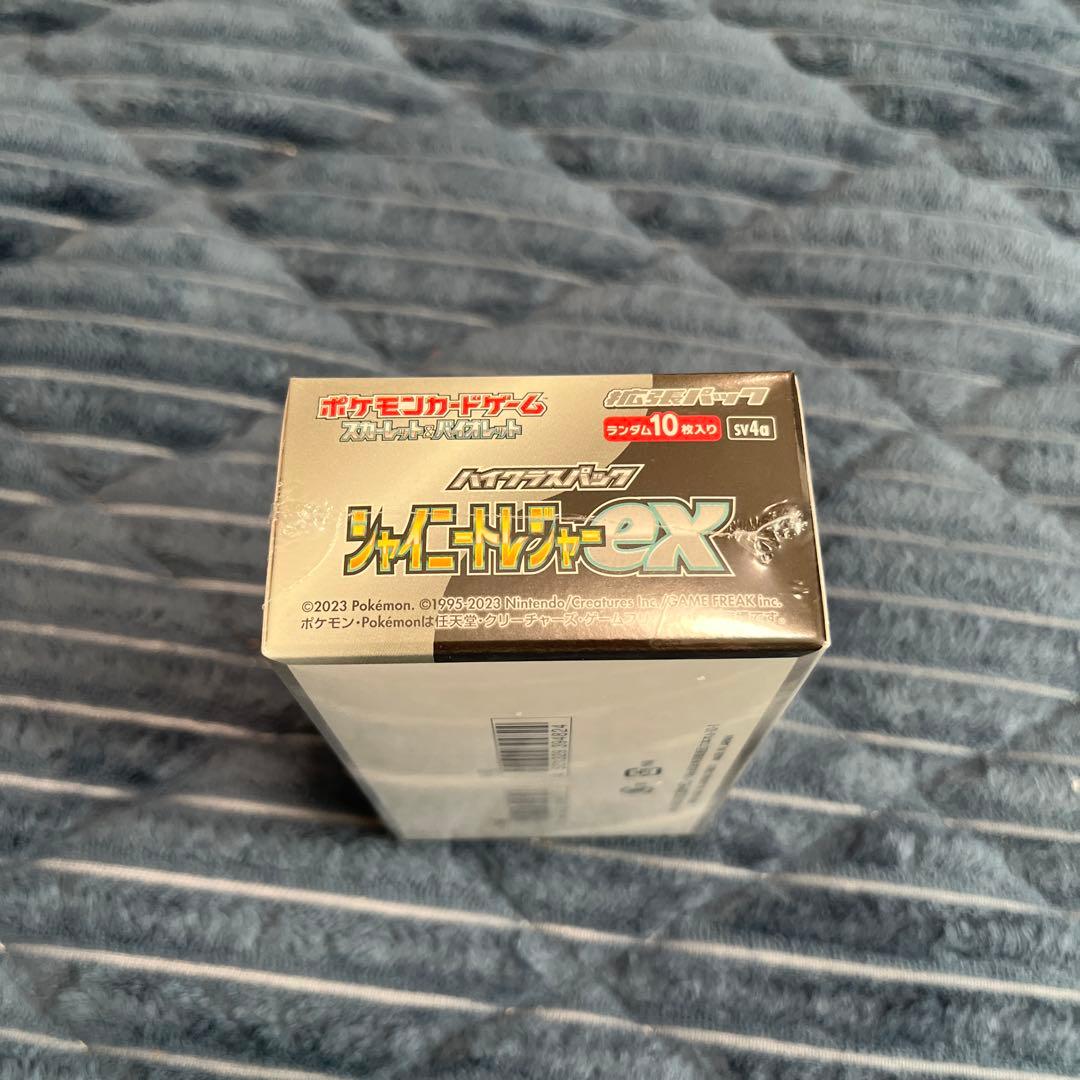 ポケモンカードゲーム
スカーレット&バイオレット
拡張パック
ランダム10枚入り sv4a
ハイクラスパック
シャイニートレジャーex
©2023 Pokémon. ©1995-2023 Nintendo/Creatures Inc./GAME FREAK inc.
ポケモン・Pokémonは任天堂・クリーチャーズ・ゲームフリ
です。
394824